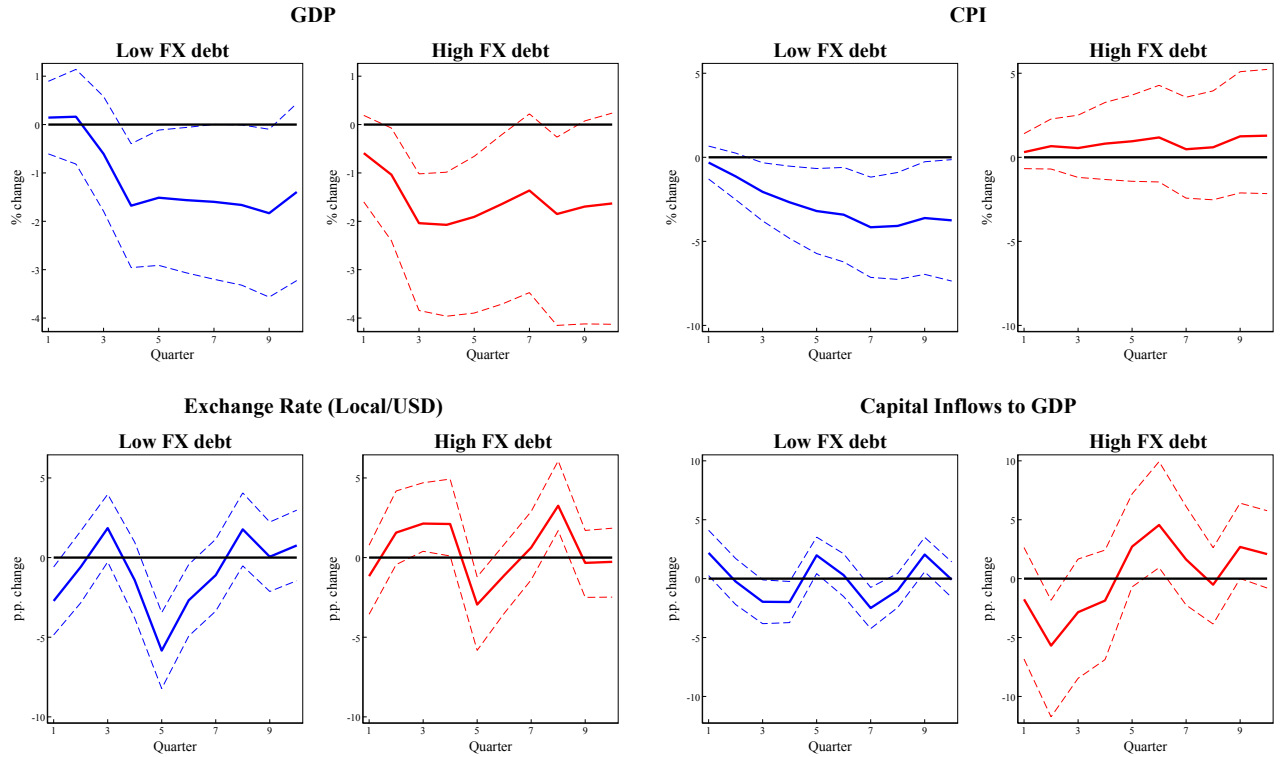 GDP
CPI
Low FX debt
High FX debt
Low FX debt
High FX debt
% change
1
0
-1
-2
-3
-4
1 3 5 7 9
Quarter
% change
1
0
-1
-2
-3
-4
1 3 5 7 9
Quarter
% change
5
0
-5
-10
1 3 5 7 9
Quarter
% change
5
0
-5
-10
1 3 5 7 9
Quarter
Exchange Rate (Local/USD)
Capital Inflows to GDP
Low FX debt
High FX debt
Low FX debt
High FX debt
p.p. change
5
0
-5
-10
1 3 5 7 9
Quarter
p.p. change
5
0
-5
-10
1 3 5 7 9
Quarter
p.p. change
10
5
0
-5
-10
1 3 5 7 9
Quarter
p.p. change
10
5
0
-5
-10
1 3 5 7 9
Quarter